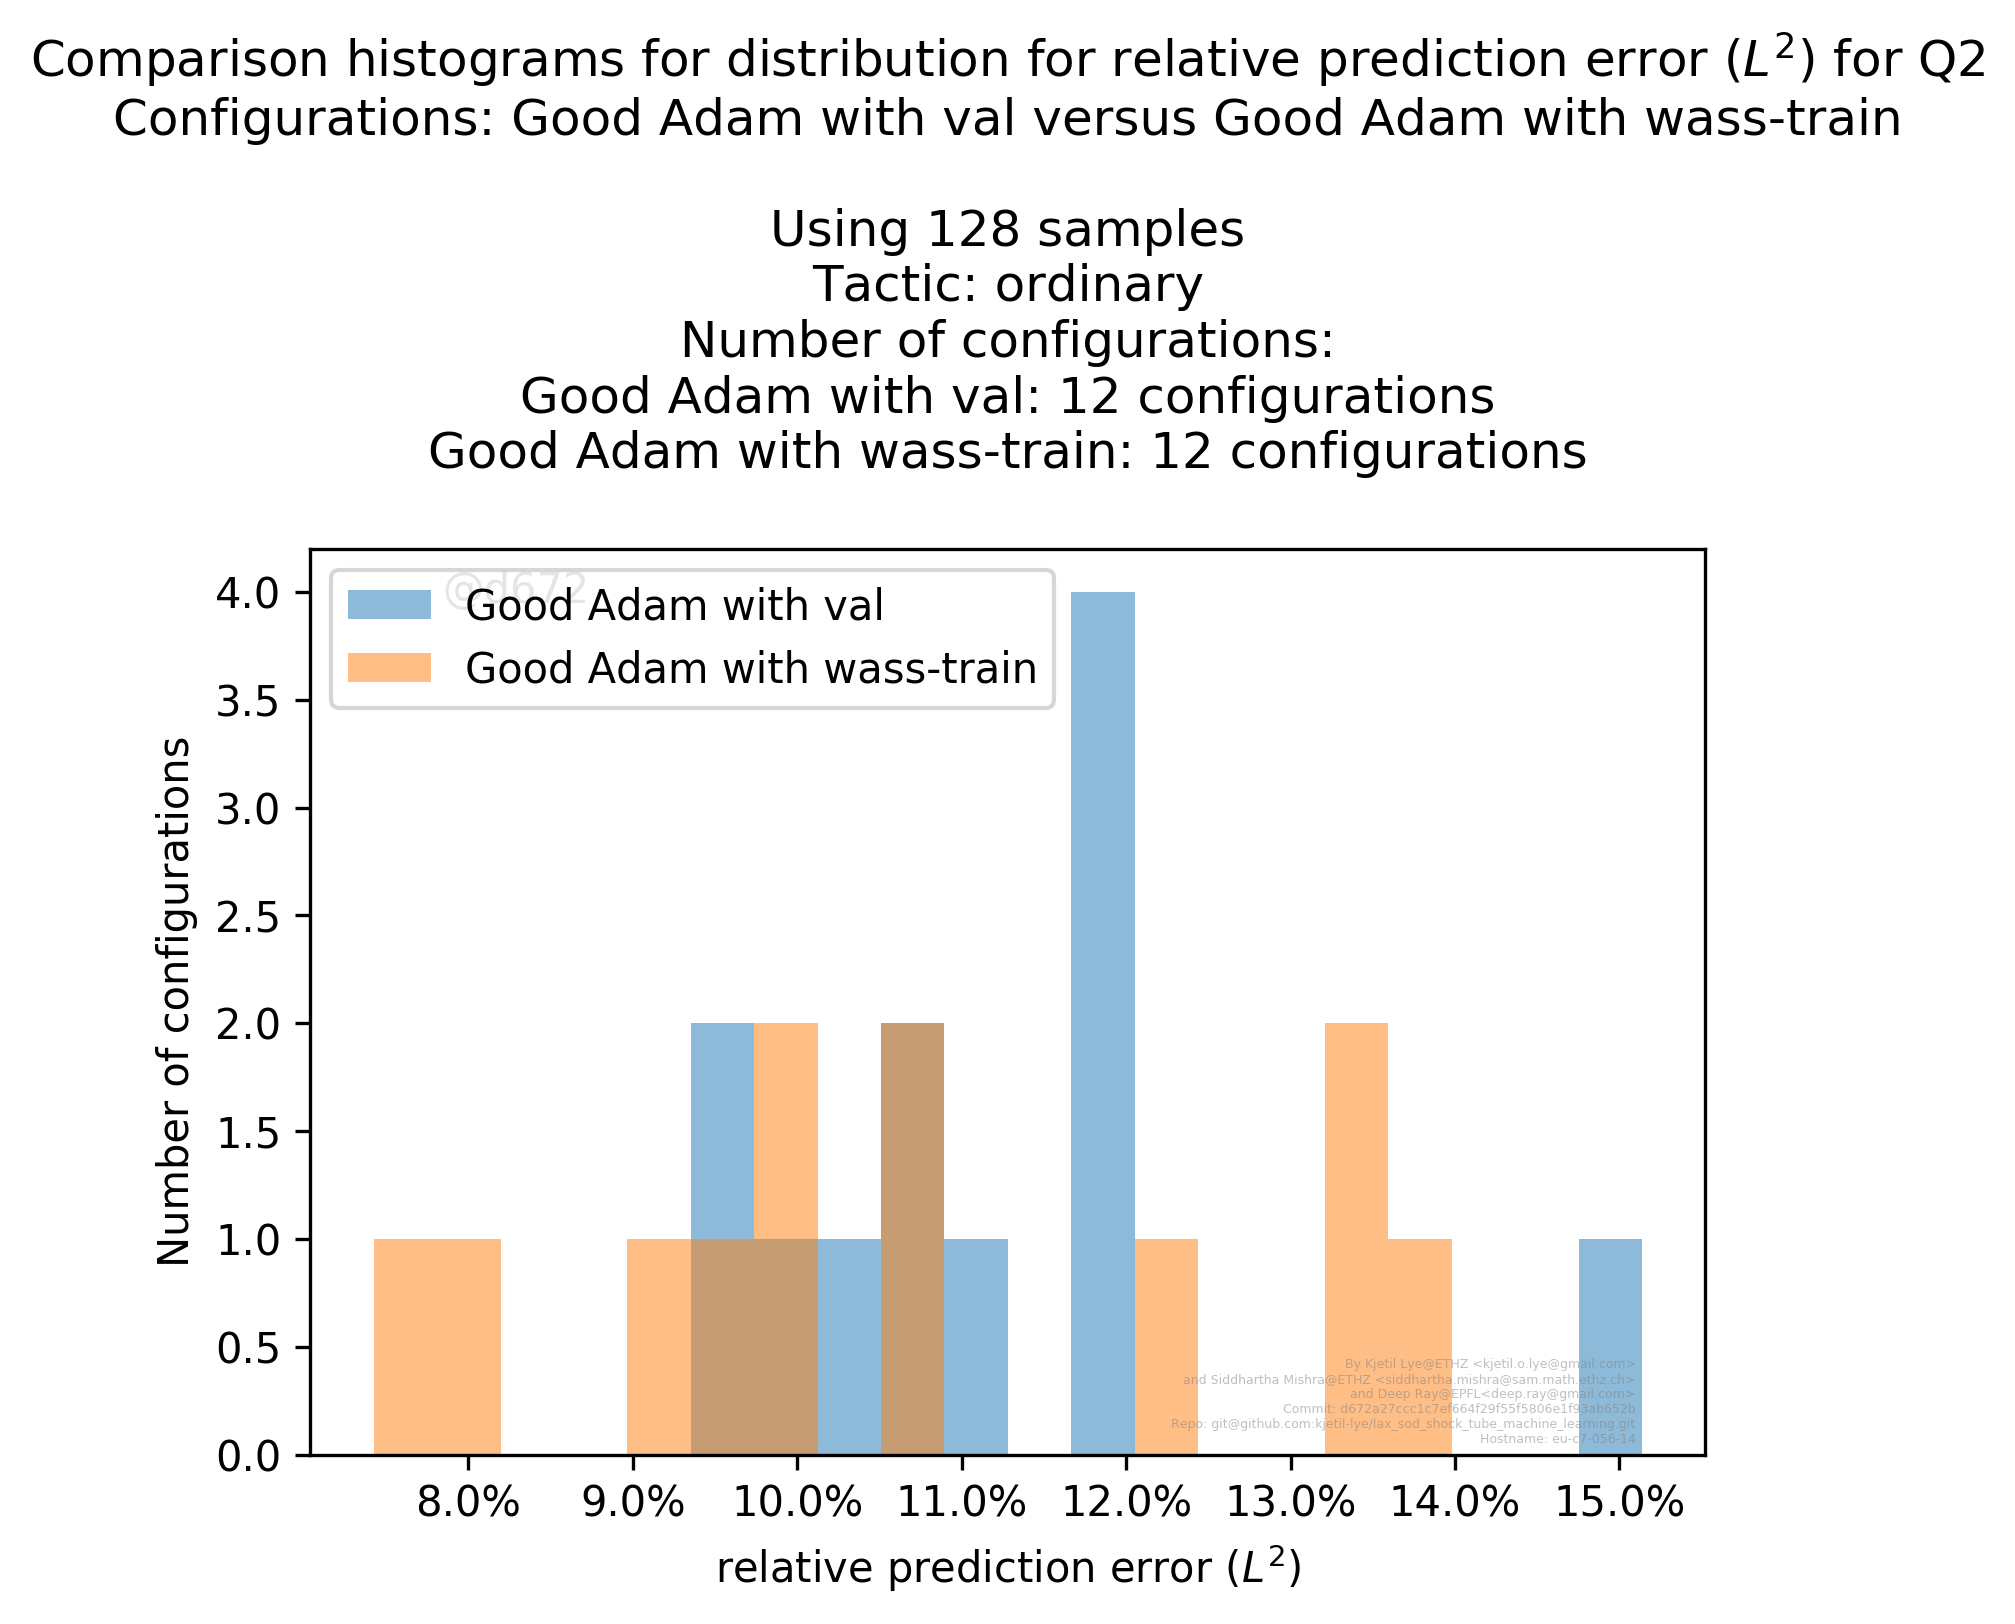 Comparison histograms for distribution for relative prediction error (L²) for Q2
Configurations: Good Adam with val versus Good Adam with wass-train
Using 128 samples
Tactic: ordinary
Number of configurations:
Good Adam with val: 12 configurations
Good Adam with wass-train: 12 configurations
@d672
Good Adam with val
Good Adam with wass-train
Number of configurations
4.0
3.5
3.0
2.5
2.0
1.5
1.0
0.5
0.0
By Kjetil Lye@ETHZ <kjetil.o.lye@gmail.com>
and Siddhartha Mishra@ETHZ <siddhartha.mishra@sam.math.ethz.ch>
and Deep Ray@EPFL<deep.ray@gmail.com>
Commit: d672a27ccc1c7ef664f29f55f5806e1f93ab652b
Repo: git@github.com:kjetil-lye/lax_sod_shock_tube_machine_learning.git
Hostname: eu-c7-056-14
8.0% 9.0% 10.0% 11.0% 12.0% 13.0% 14.0% 15.0%
relative prediction error (L²)